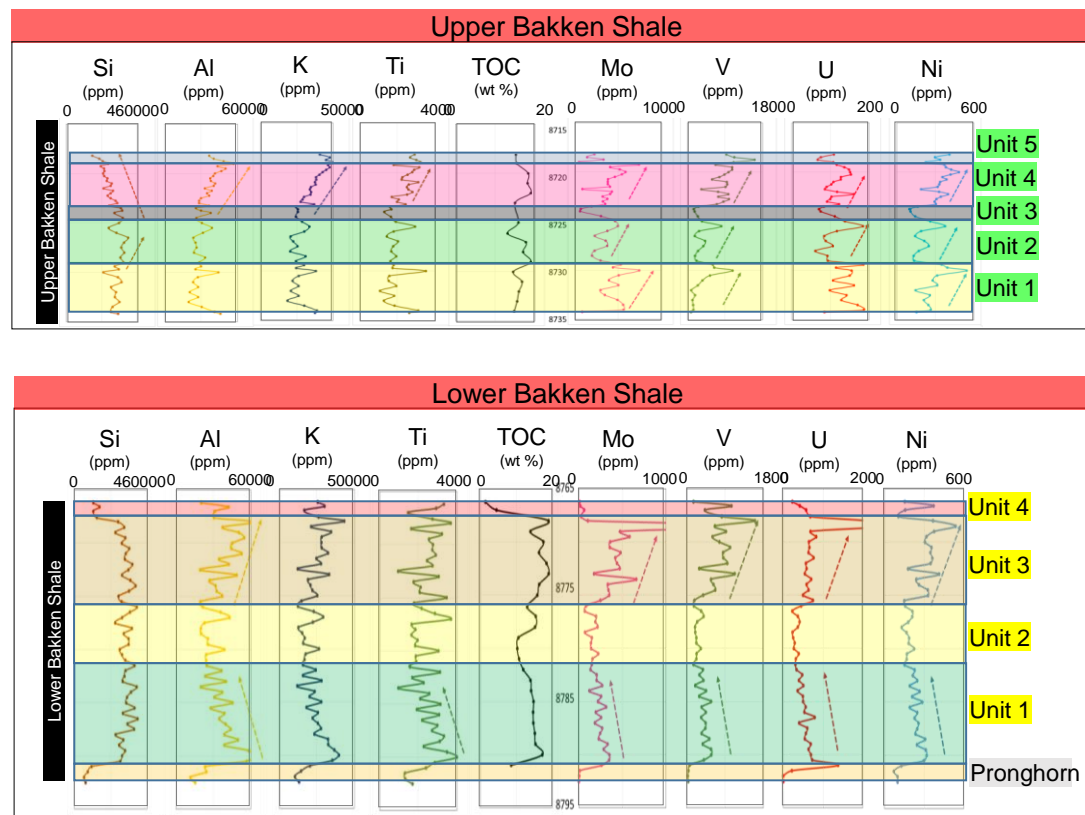 Upper Bakken Shale
Si Al K Ti TOC Mo V U Ni
(ppm) (ppm) (ppm) (ppm) (wt %) (ppm) (ppm) (ppm) (ppm)
0 4600000 60000 0 50000 0 4000 0 20 0 10000 0 18000 0 200 0 600
Upper Bakken Shale
8715
8720
8725
8730
8735
Unit 5
Unit 4
Unit 3
Unit 2
Unit 1
Lower Bakken Shale
Si Al K Ti TOC Mo V U Ni
(ppm) (ppm) (ppm) (ppm) (wt %) (ppm) (ppm) (ppm) (ppm)
0 4600000 60000 0 500000 4000 0 20 0 1000 0 1800 0 2000 0 600
Lower Bakken Shale
8765
8775
8785
8795
Unit 4
Unit 3
Unit 2
Unit 1
Pronghorn